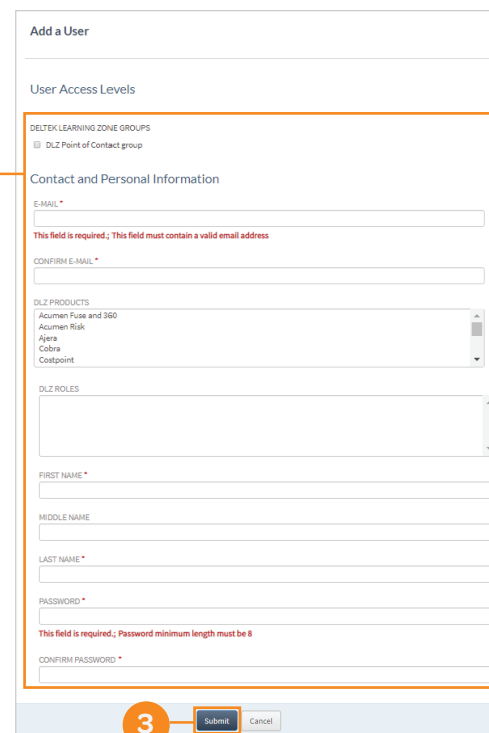 Add a User
User Access Levels
DELTEK LEARNING ZONE GROUPS
DLZ Point of Contact group
Contact and Personal Information
E-MAIL *
This field is required.; This field must contain a valid email address
CONFIRM E-MAIL *
DLZ PRODUCTS
Acumen Fuse and 360
Acumen Risk
Ajera
Cobra
Costpoint
DLZ ROLES
FIRST NAME *
MIDDLE NAME
LAST NAME *
PASSWORD *
This field is required.; Password minimum length must be 8
CONFIRM PASSWORD *
3 Submit Cancel